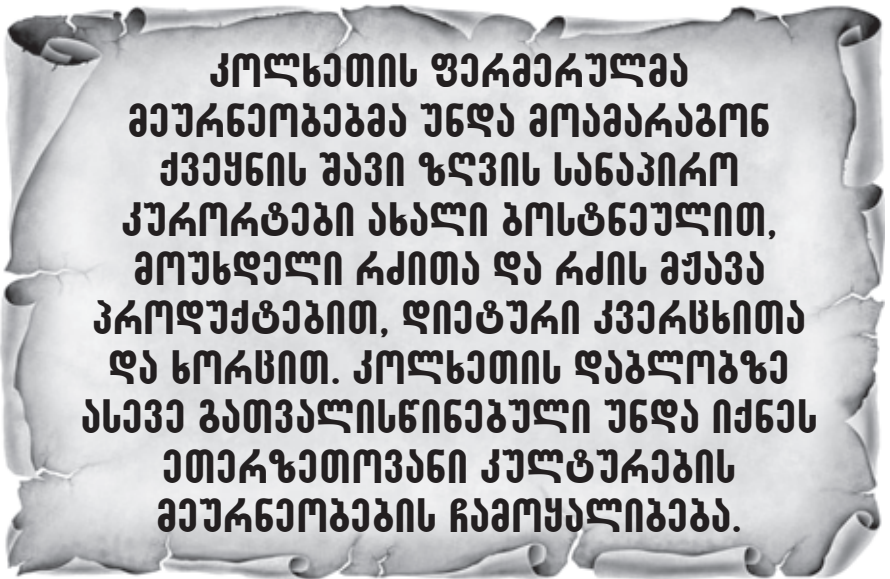 კოლხეთის ფერმერულმა
მეურნეობებმა უნდა მოამარაგონ
ქვეყნის შავი ზღვის სანაპირო
კურორტები ახალი ბოსტნეულით,
მოუხდელი რძითა და რძის მჟავა
პროდუქტებით, დიეტური კვერცხითა
და ხორცით. კოლხეთის დაბლობზე
ასევე გათვალისწინებული უნდა იქნეს
ეთერზეთოვანი კულტურების
მეურნეობების ჩამოყალიბება.